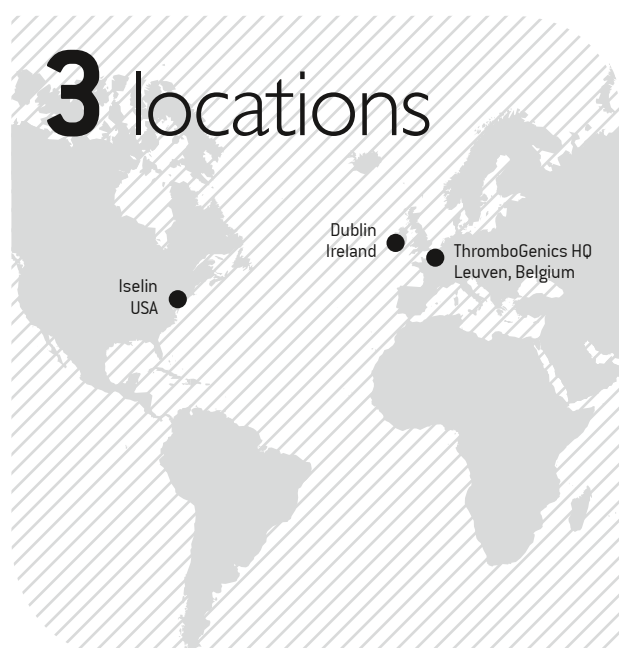 3 locations
Dublin
Ireland
ThromboGenics HQ
Leuven, Belgium
Iselin
USA